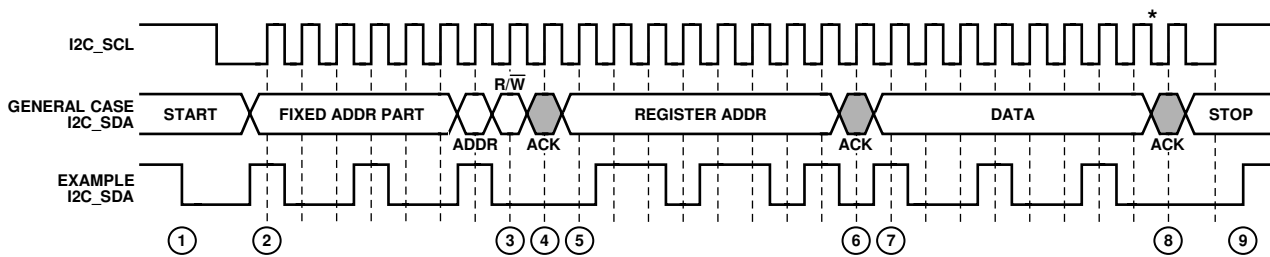 *
I2C_SCL
R/W
GENERAL CASE
I2C_SDA
START
FIXED ADDR PART
REGISTER ADDR
DATA
STOP
ADDR
ACK
ACK
ACK
EXAMPLE
I2C_SDA
1 2 3 4 5 6 7 8 9